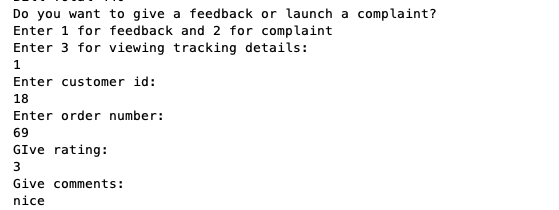 Do you want to give a feedback or launch a complaint?
Enter 1 for feedback and 2 for complaint
Enter 3 for viewing tracking details:
1
Enter customer id:
18
Enter order number:
69
GIve rating:
3
Give comments:
nice